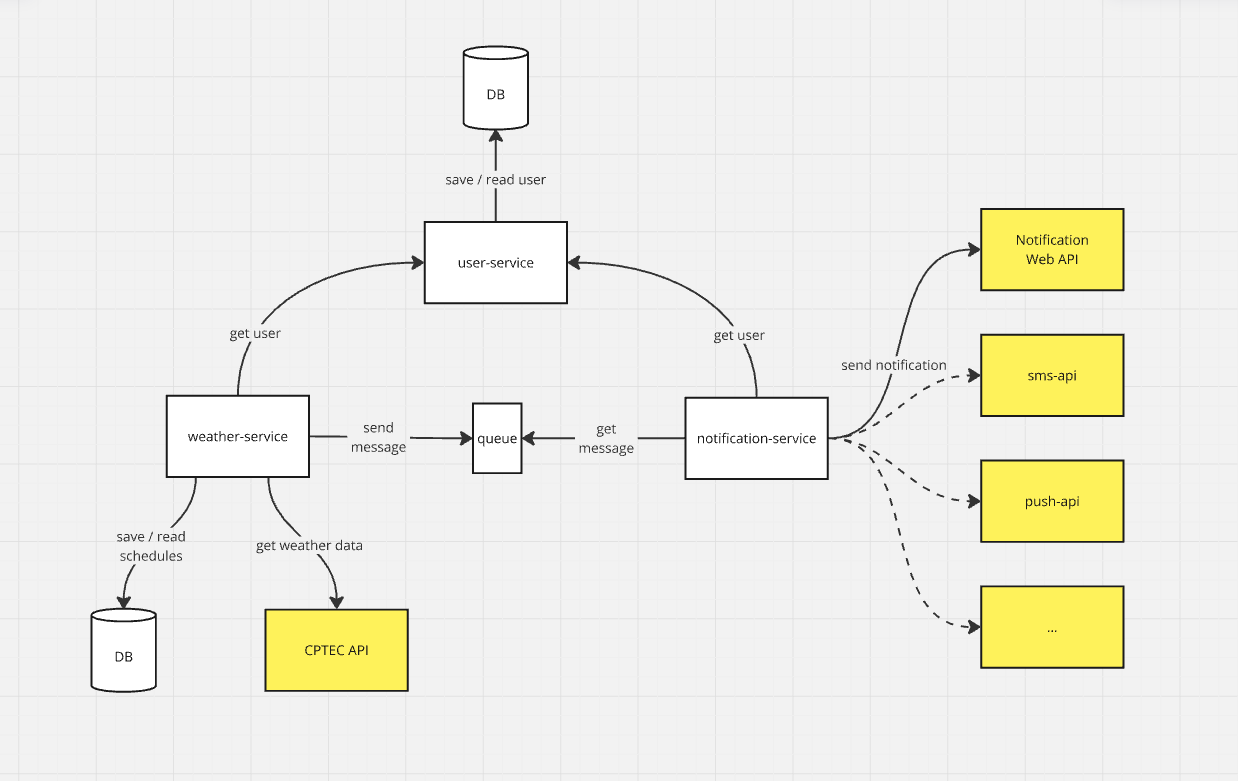 DB
save / read user
user-service
Notification
Web API
get user
get user
send notification
sms-api
weather-service
send
message
queue
get
message
notification-service
push-api
save / read
schedules
get weather data
DB
CPTEC API
...